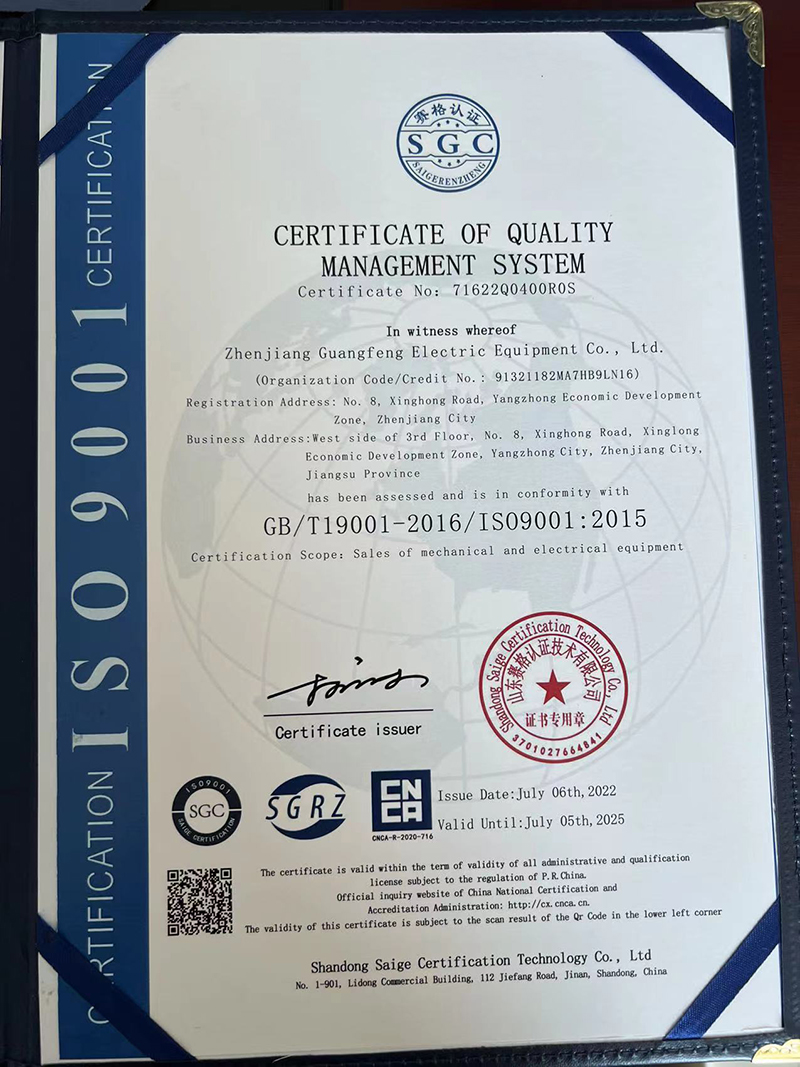 ISO 9001 CERTIFICATION
赛格认证
SGC
SAIGERENZHENG
CERTIFICATE OF QUALITY
MANAGEMENT SYSTEM
Certificate No: 71622Q0400R0S
In witness whereof
Zhenjiang Guangfeng Electric Equipment Co., Ltd.
(Organization Code/Credit No.: 91321182MA7HB9LN16)
Registration Address: No. 8, Xinghong Road, Yangzhong Economic Development
Zone, Zhenjiang City
Business Address:West side of 3rd Floor, No. 8, Xinghong Road, Xinglong
Economic Development Zone, Yangzhong City, Zhenjiang City,
Jiangsu Province
has been assessed and is in conformity with
GB/T19001-2016/ISO9001:2015
Certification Scope: Sales of mechanical and electrical equipment
Certificate issuer
Shandong Saige Certification Technology Co., Ltd
山东赛格认证技术有限公司
证书专用章
3701027664841
CERTIFICATION
ISO9001
SGC
SAIGE CERTIFICATION
SGRZ
CNCA
CNCA-R-2020-716
Issue Date:July 06th,2022
Valid Until:July 05th,2025
The certificate is valid within the term of validity of all administrative and qualification
license subject to the regulation of P.R.China.
Official inquiry website of China National Certification and
Accreditation Administration: http://cx.cnca.cn.
The validity of this certificate is subject to the scan result of the Qr Code in the lower left corner
Shandong Saige Certification Technology Co., Ltd
No. 1-901, Lidong Commercial Building, 112 Jiefang Road, Jinan, Shandong, China